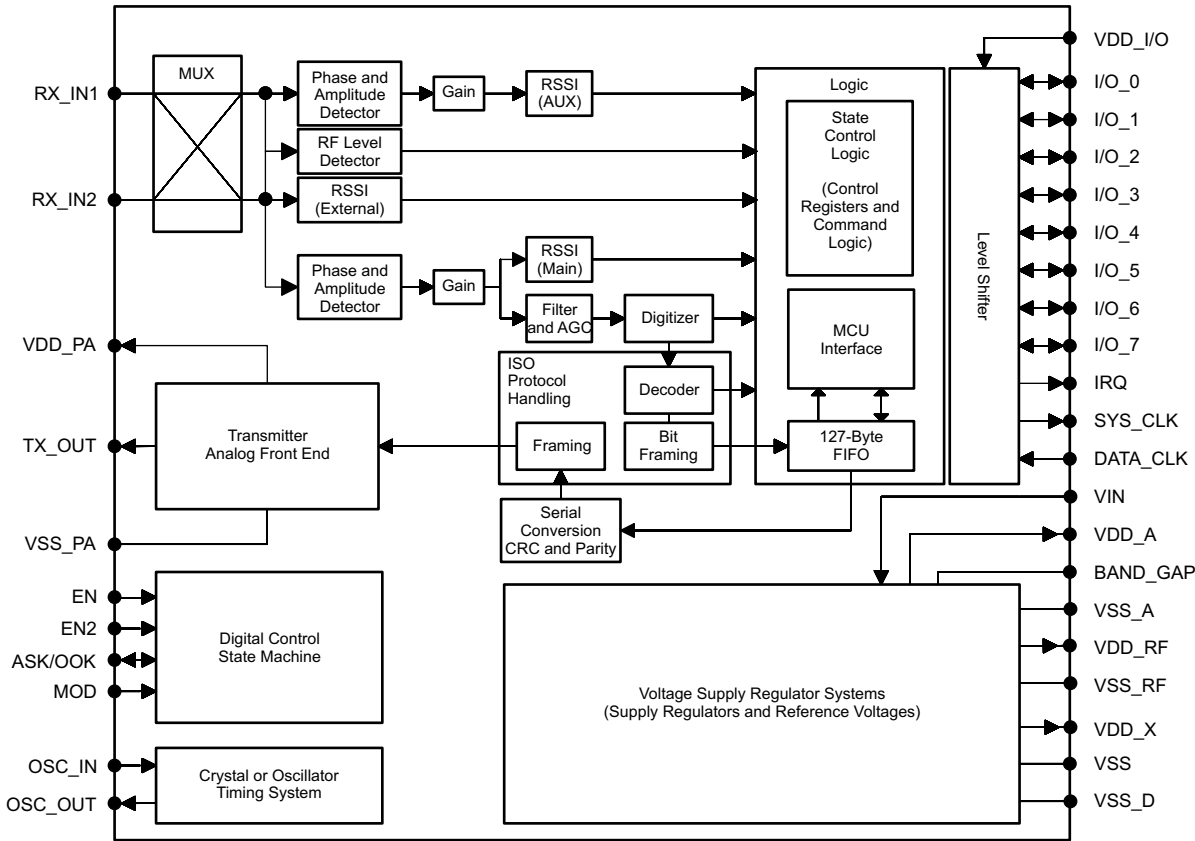 RX_IN1
RX_IN2
VDD_PA
TX_OUT
VSS_PA
EN
EN2
ASK/OOK
MOD
OSC_IN
OSC_OUT
MUX
Phase and
Amplitude
Detector
Gain
RSSI
(AUX)
RF Level
Detector
RSSI
(External)
Phase and
Amplitude
Detector
Gain
RSSI
(Main)
Filter
and AGC
Digitizer
ISO
Protocol
Handling
Decoder
Bit
Framing
Framing
Serial
Conversion
CRC and Parity
Transmitter
Analog Front End
Digital Control
State Machine
Crystal or Oscillator
Timing System
Logic
State
Control
Logic
(Control
Registers and
Command
Logic)
MCU
Interface
127-Byte
FIFO
Level Shifter
Voltage Supply Regulator Systems
(Supply Regulators and Reference Voltages)
VDD_I/O
I/O_0
I/O_1
I/O_2
I/O_3
I/O_4
I/O_5
I/O_6
I/O_7
IRQ
SYS_CLK
DATA_CLK
VIN
VDD_A
BAND_GAP
VSS_A
VDD_RF
VSS_RF
VDD_X
VSS
VSS_D